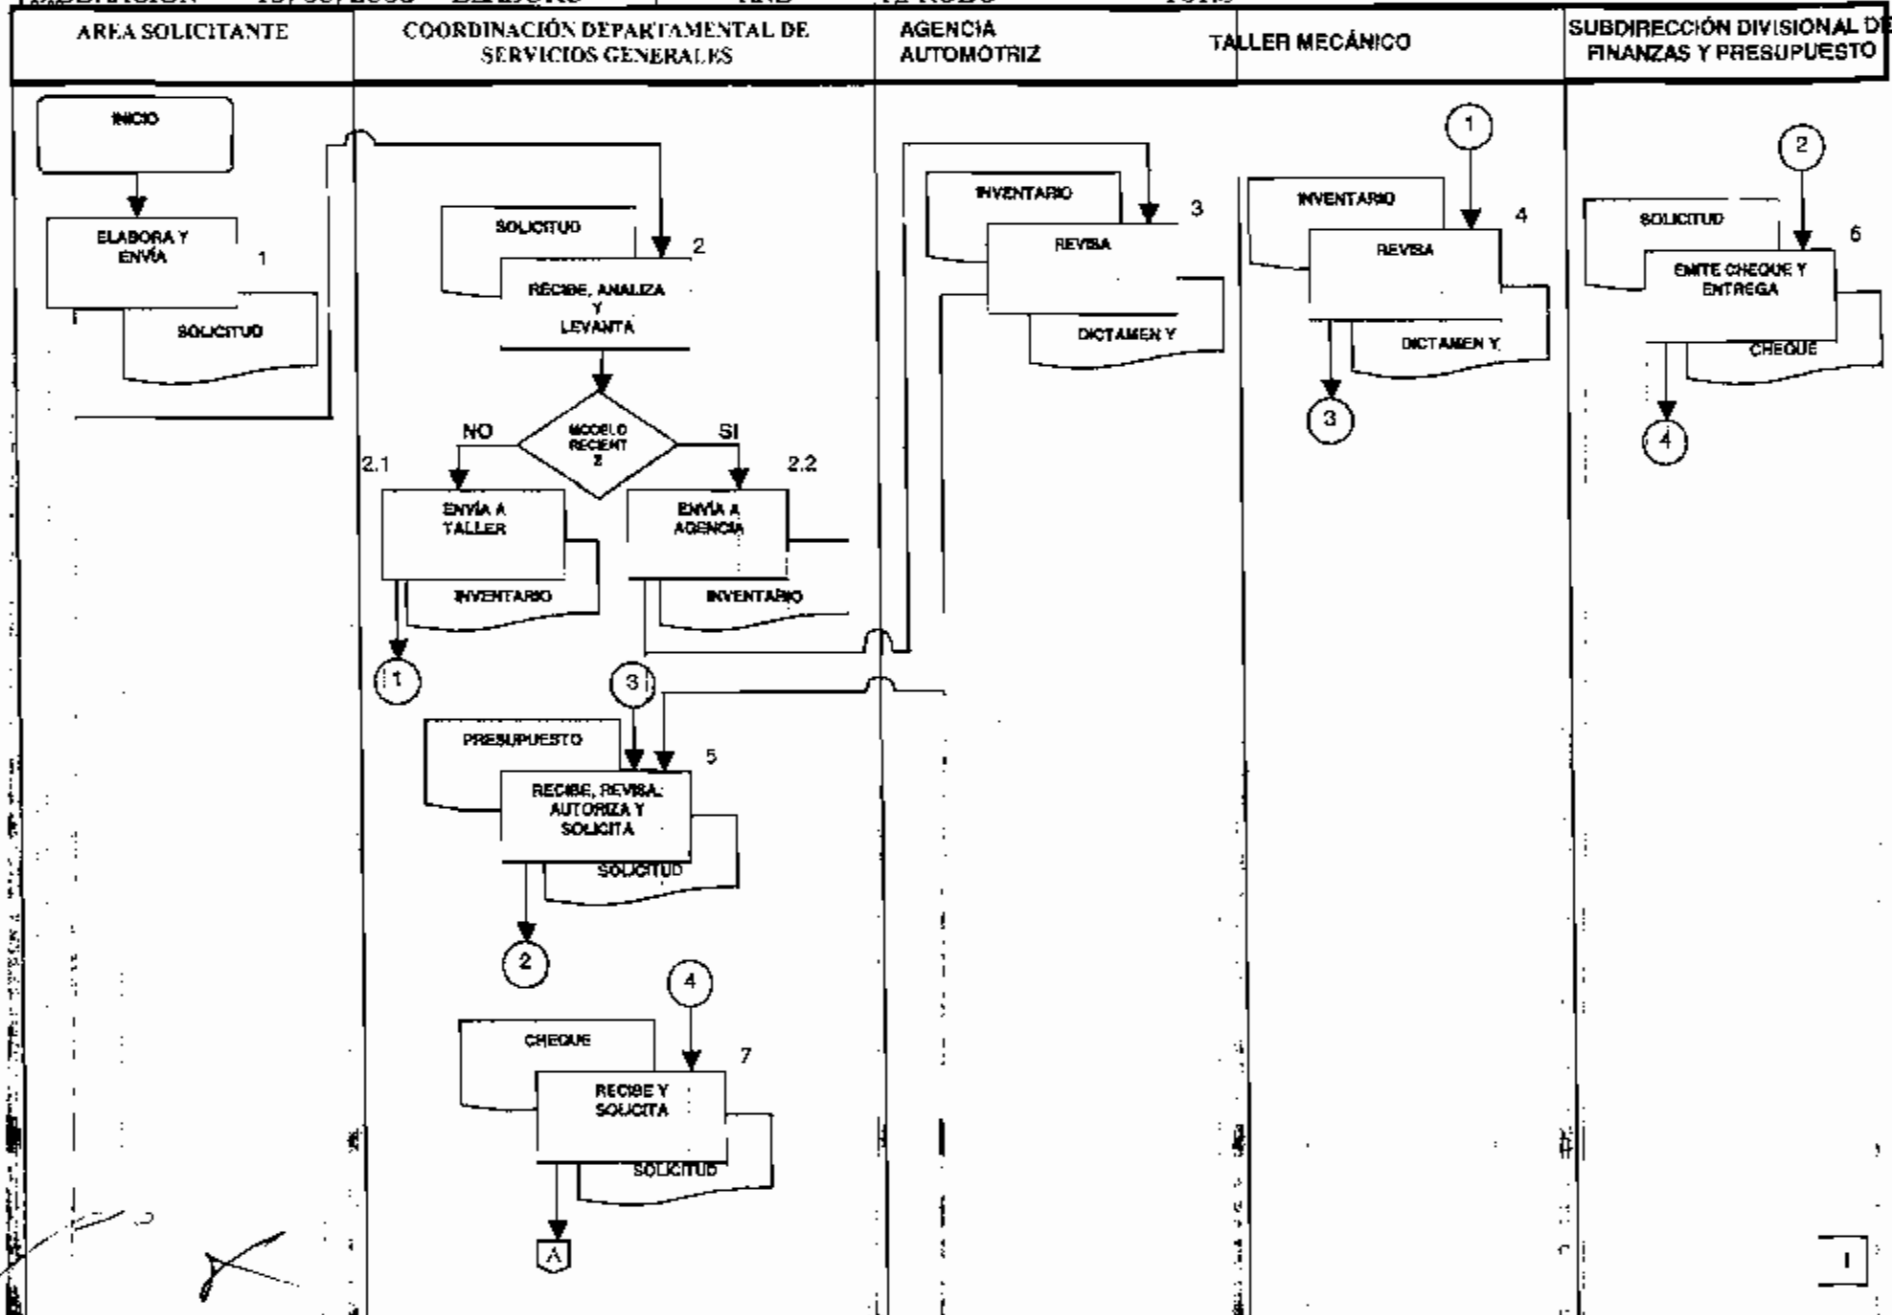 AREA SOLICITANTE
COORDINACIÓN DEPARTAMENTAL DE
SERVICIOS GENERALES
AGENCIA
AUTOMOTRIZ
TALLER MECÁNICO
SUBDIRECCIÓN DIVISIONAL DE
FINANZAS Y PRESUPUESTO
INICIO
ELABORA Y
ENVÍA
1
SOLICITUD
SOLICITUD
2
RECIBE, ANALIZA
Y
LEVANTA
MODELO
RECIENT
E
NO
SI
2.1
ENVÍA A
TALLER
INVENTARIO
1
2.2
ENVÍA A
AGENCIA
INVENTARIO
3
PRESUPUESTO
5
RECIBE, REVISA,
AUTORIZA Y
SOLICITA
SOLICITUD
2
4
CHEQUE
7
RECIBE Y
SOLICITA
SOLICITUD
A
INVENTARIO
3
REVISA
DICTAMEN Y
1
INVENTARIO
4
REVISA
DICTAMEN Y
3
2
SOLICITUD
6
EMITE CHEQUE Y
ENTREGA
CHEQUE
4
1